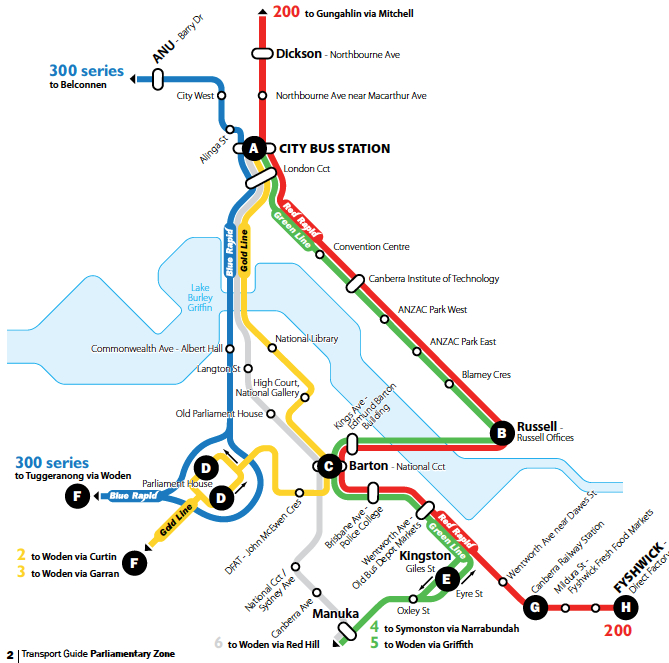 200 to Gungahlin via Mitchell
ANU - Barry Dr
Dickson - Northbourne Ave
300 series
to Belconnen
City West
Northbourne Ave near Macarthur Ave
Alinga St
A
CITY BUS STATION
London Cct
Red Rapid
Green Line
Blue Rapid
Gold Line
Convention Centre
Lake
Burley
Griffin
Canberra Institute of Technology
ANZAC Park West
National Library
ANZAC Park East
Commonwealth Ave - Albert Hall
Langton St
Blarney Cres
High Court,
National Gallery
Kings Ave -
Edmund Barton
Building
Old Parliament House
B
Russell -
Russell Offices
300 series
to Tuggeranong via Woden
D
C
Barton - National Cct
Parliament House
F
Blue Rapid
D
Gold Line
DFAT - John McEwen Cres
Brisbane Ave -
Police College
Wentworth Ave -
Old Bus Depot Markets
Red Rapid
Green Line
Wentworth Ave near Dawes St
Canberra Railway Station
Mildura St -
Fyshwick Fresh Food Markets
FYSHWICK -
Direct Factory
2 to Woden via Curtin
3 to Woden via Garran
F
Kingston
Giles St
E
Eyre St
National Cct /
Sydney Ave
Canberra Ave
Oxley St
G
H
Manuka
200
4 to Symonston via Narrabundah
6 to Woden via Red Hill
5 to Woden via Griffith
2 Transport Guide Parliamentary Zone